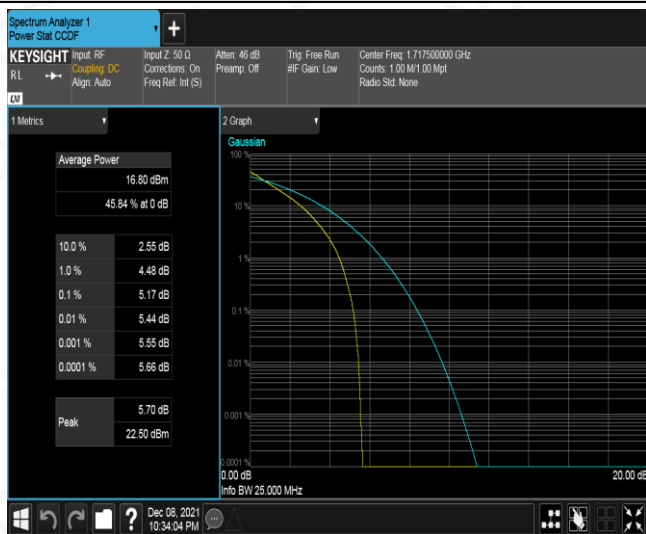 Spectrum Analyzer 1
Power Stat CCDF
KEYSIGHT
RL
LXI
Input: RF
Coupling: DC
Align: Auto
Input Z: 50 Ω
Corrections: On
Freq Ref: Int (S)
Atten: 46 dB
Preamp: Off
Trig: Free Run
#IF Gain: Low
Center Freq: 1.717500000 GHz
Counts: 1.00 M/1.00 Mpt
Radio Std: None
1 Metrics
Average Power
16.80 dBm
45.84 % at 0 dB
10.0 % 2.55 dB
1.0 % 4.48 dB
0.1 % 5.17 dB
0.01 % 5.44 dB
0.001 % 5.55 dB
0.0001 % 5.66 dB
Peak 5.70 dB
22.50 dBm
2 Graph
Gaussian
100 %
10 %
1 %
0.1 %
0.01 %
0.001 %
0.0001 %
0.00 dB 20.00 dB
Info BW 25.000 MHz
?
Dec 08, 2021
10:34:04 PM